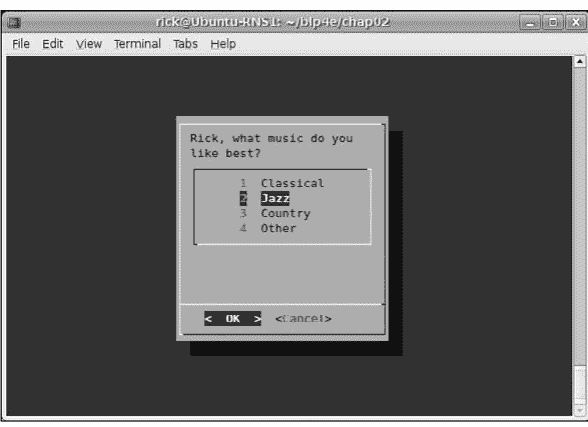 rick@Ubuntu-RNS1: ~/blp4e/chap02
File Edit View Terminal Tabs Help
Rick, what music do you
like best?
1 Classical
2 Jazz
3 Country
4 Other
< OK > <Cancel>